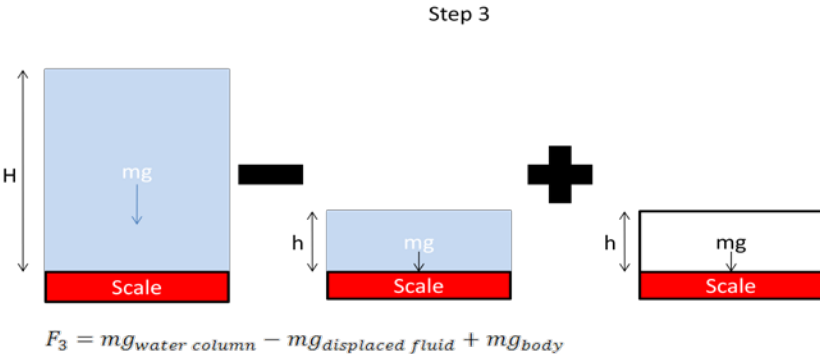 Step 3
H
mg
h
mg
h
mg
Scale
Scale
Scale
F₃ = mg_water column − mg_displaced fluid + mg_body